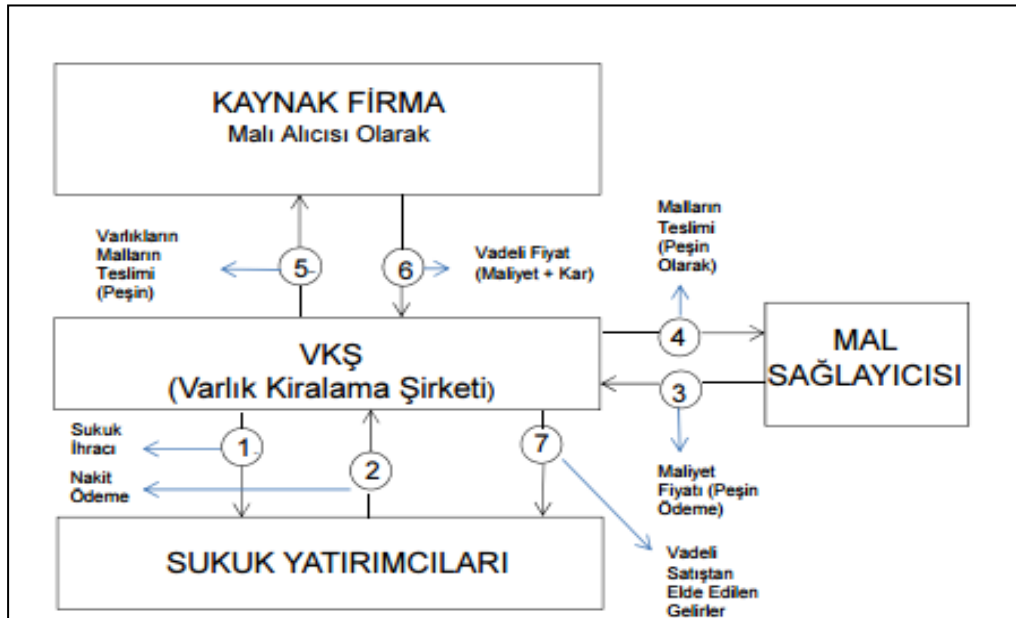 KAYNAK FİRMA
Malı Alıcısı Olarak
Varlıkların
Malların
Teslimi
(Peşin)
5
6
Vadeli Fiyat
(Maliyet + Kar)
Malların
Teslimi
(Peşin
Olarak)
VKŞ
(Varlık Kiralama Şirketi)
4
3
MAL
SAĞLAYICISI
Sukuk
İhracı
1
Nakit
Ödeme
2
7
Maliyet
Fiyatı (Peşin
Ödeme)
SUKUK YATIRIMCILARI
Vadeli
Satıştan
Elde Edilen
Gelirler